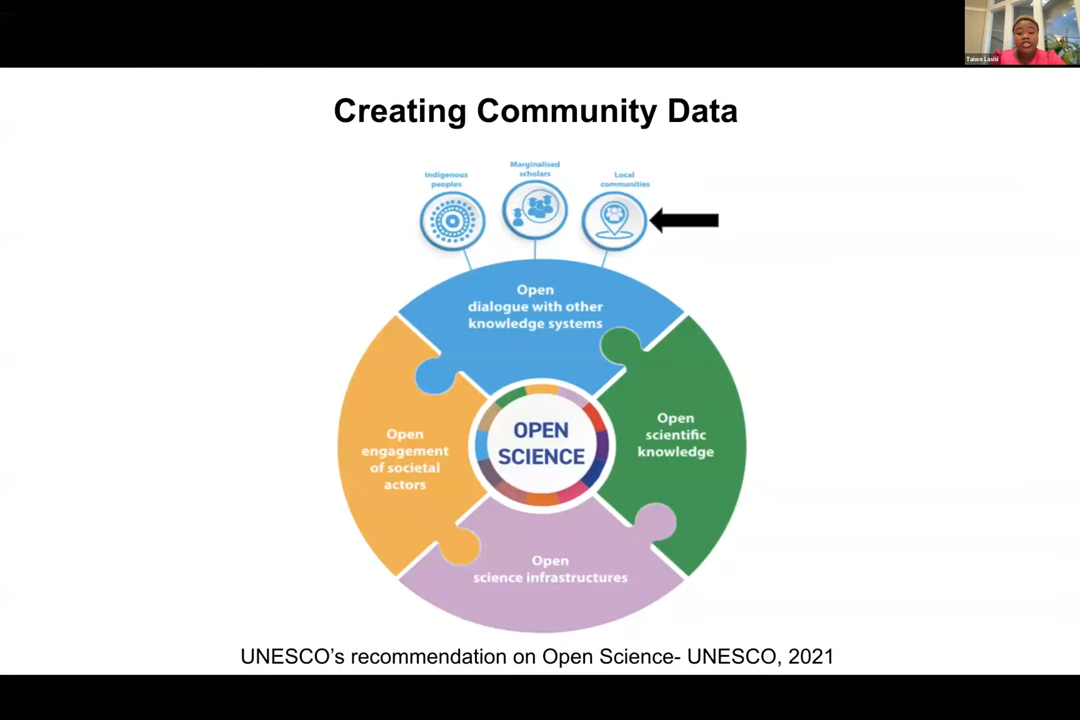 Taiwo Lasisi
Creating Community Data
Indigenous
peoples
Marginalised
scholars
Local
communities
Open
dialogue with other
knowledge systems
Open
engagement
of societal
actors
OPEN
SCIENCE
Open
scientific
knowledge
Open
science infrastructures
UNESCO’s recommendation on Open Science- UNESCO, 2021